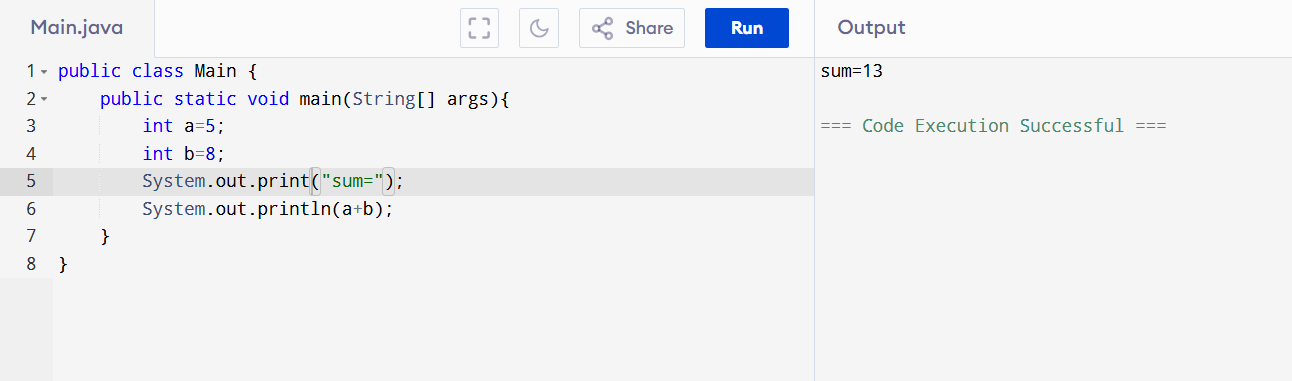 Main.java
Share
Run
Output
1 public class Main {
2 public static void main(String[] args){
3 int a=5;
4 int b=8;
5 System.out.print("sum=");
6 System.out.println(a+b);
7 }
8 }
sum=13
=== Code Execution Successful ===